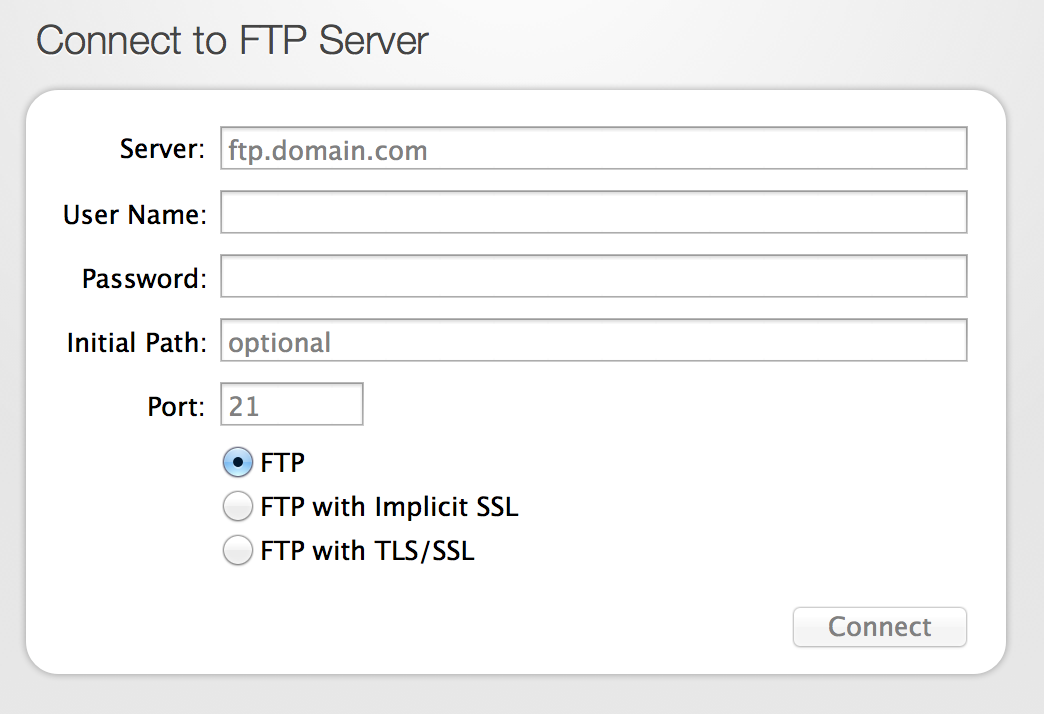 Connect to FTP Server
Server: ftp.domain.com
User Name:
Password:
Initial Path: optional
Port: 21
FTP
FTP with Implicit SSL
FTP with TLS/SSL
Connect